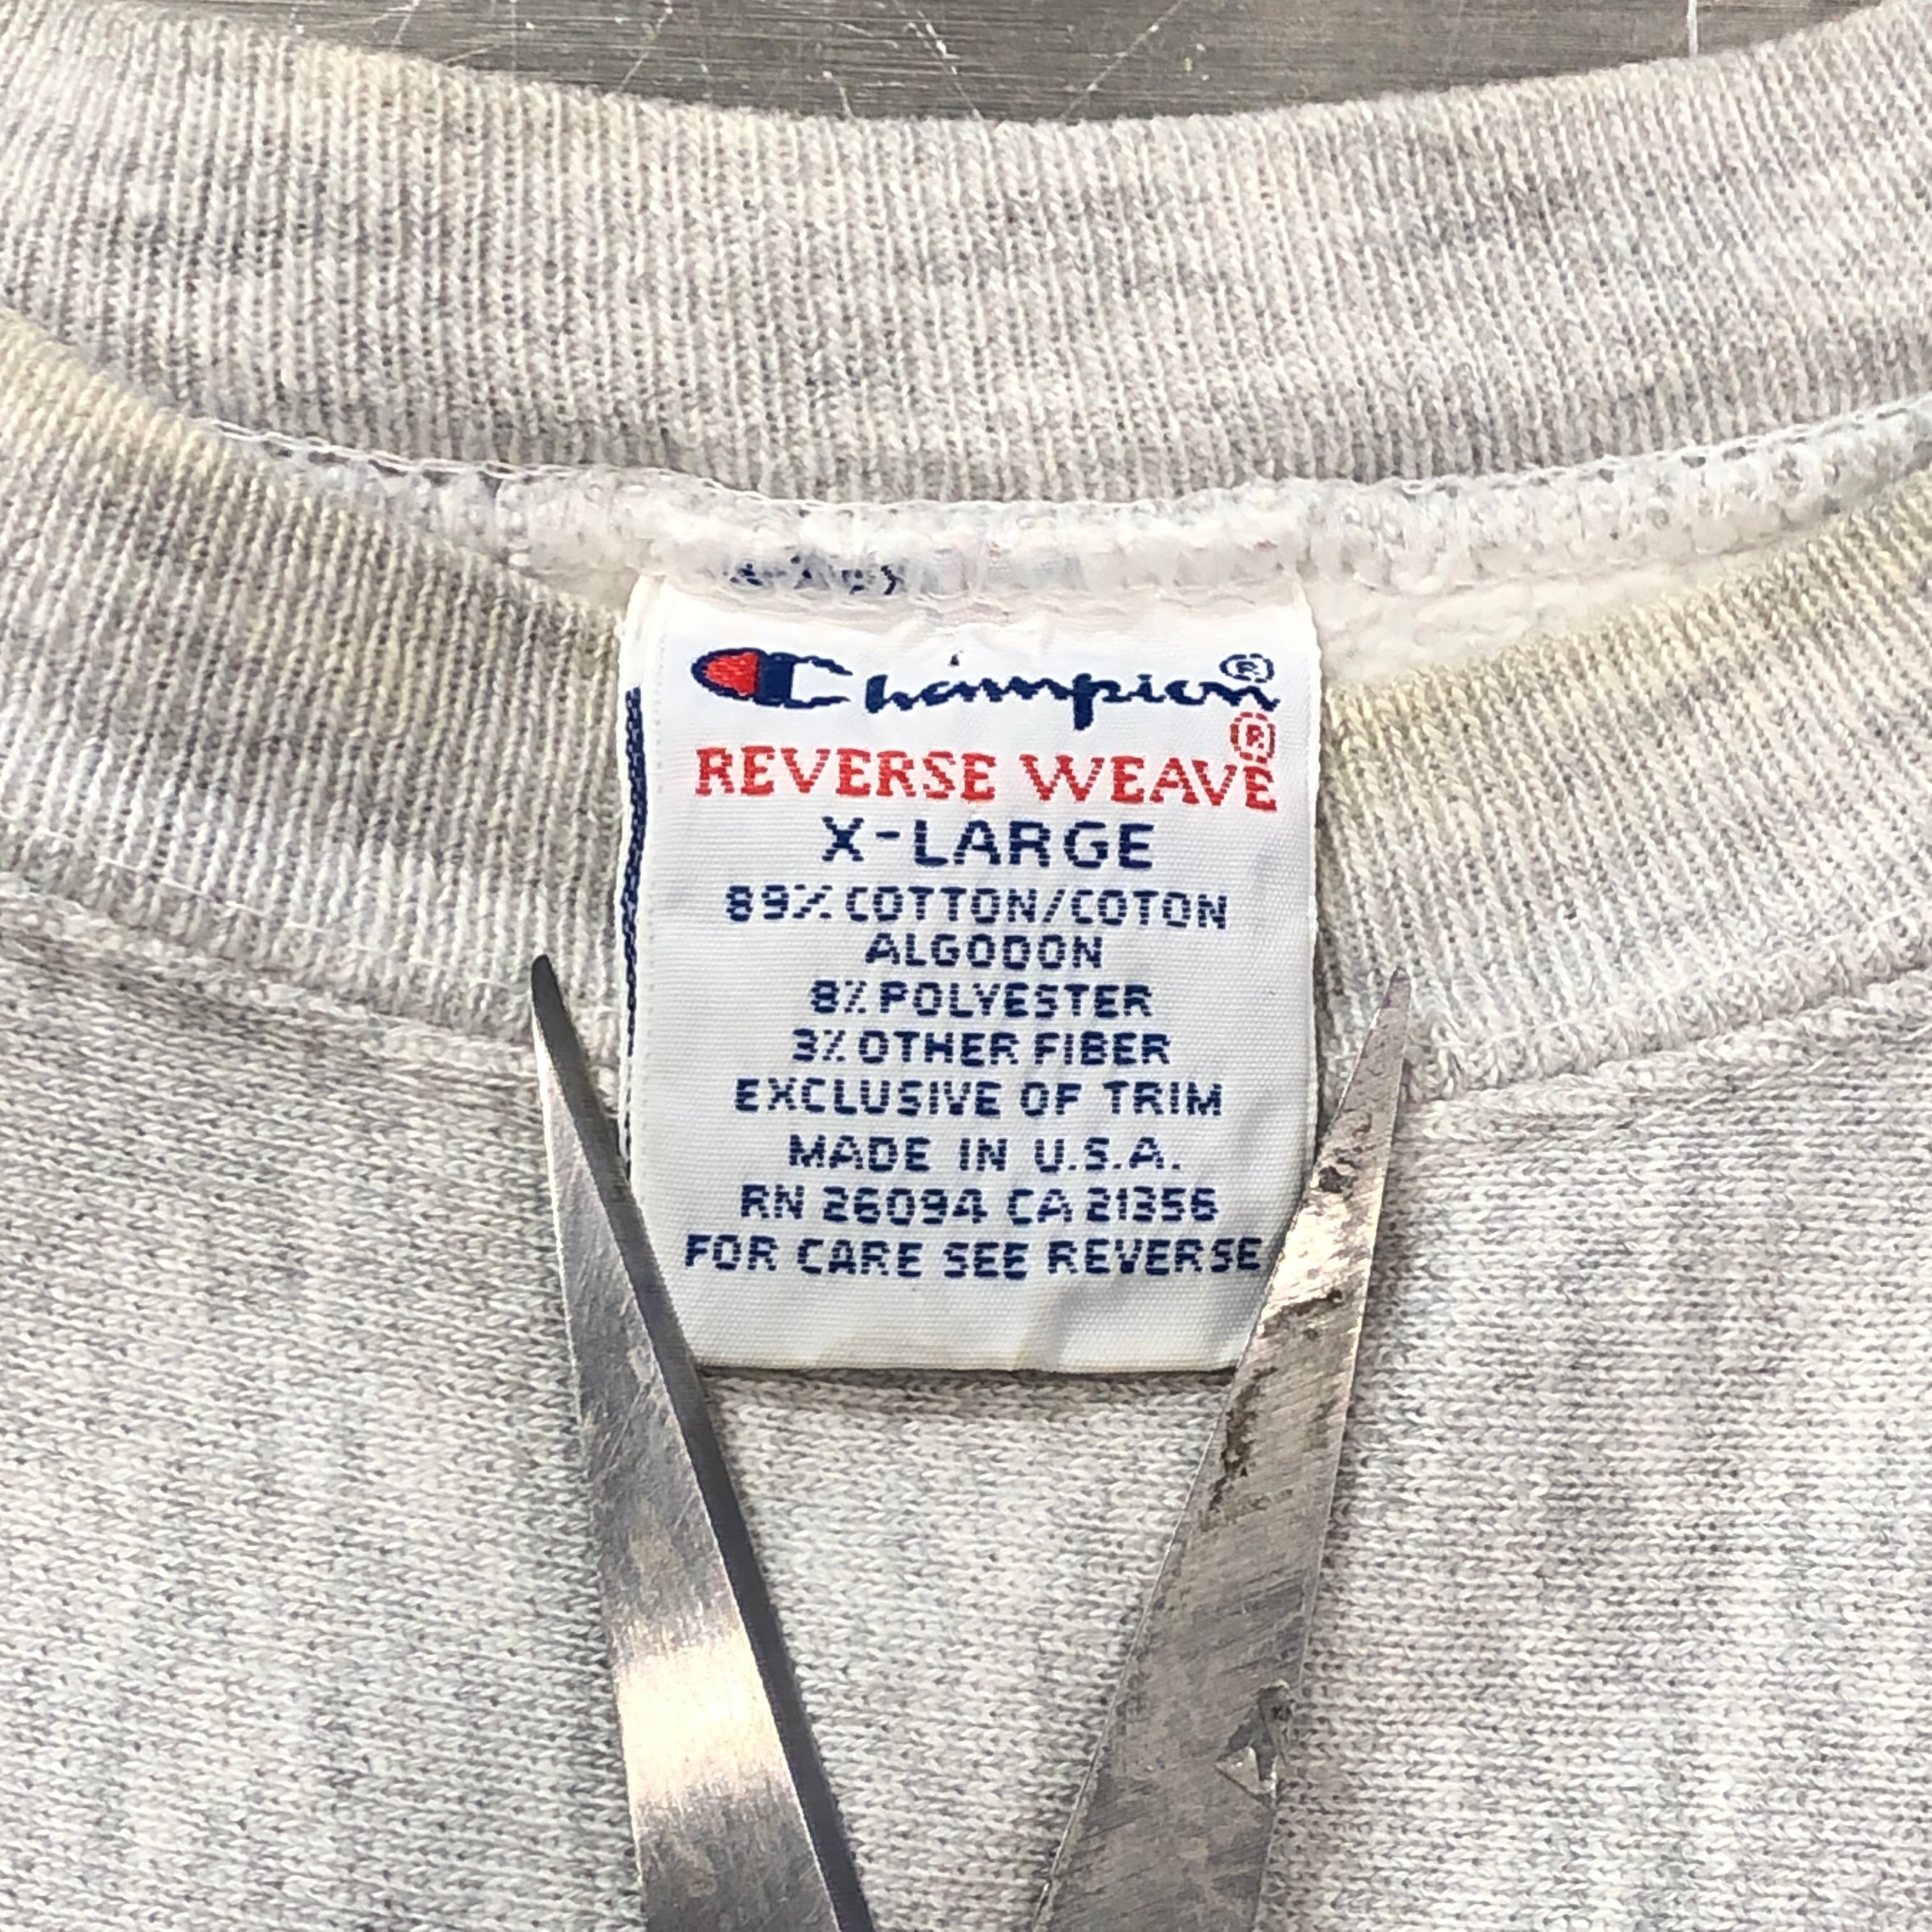 Champion®
REVERSE WEAVE®
X-LARGE
89% COTTON/COTON
ALGODON
8% POLYESTER
3% OTHER FIBER
EXCLUSIVE OF TRIM
MADE IN U.S.A.
RN 26094 CA 21356
FOR CARE SEE REVERSE